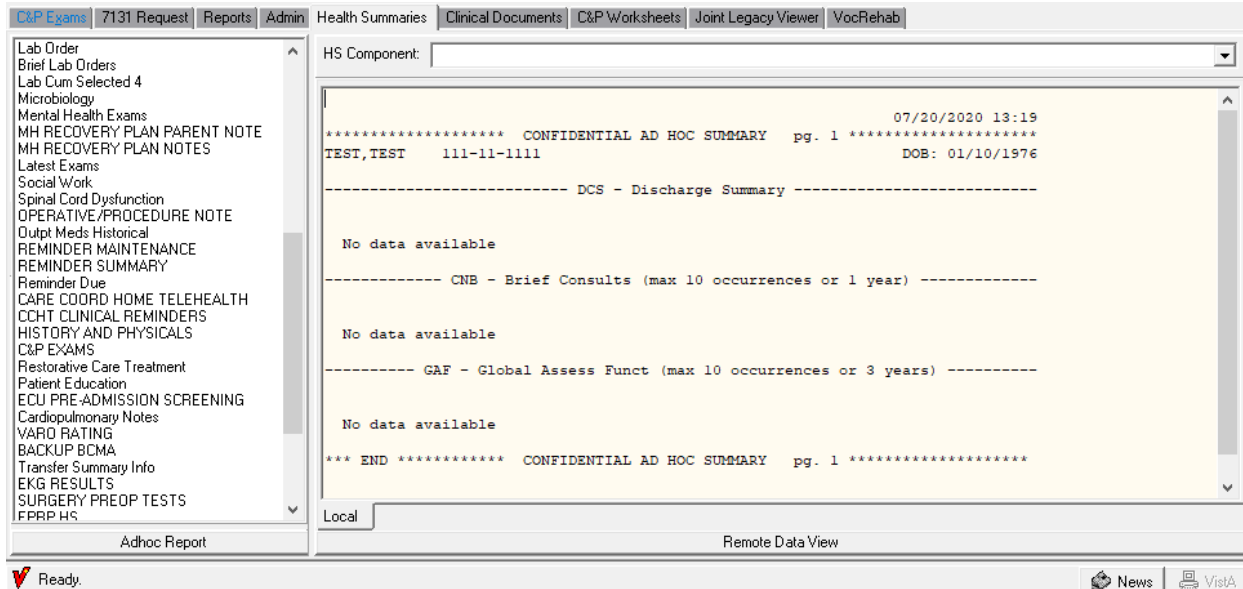 C&P Exams 7131 Request Reports Admin Health Summaries Clinical Documents C&P Worksheets Joint Legacy Viewer VocRehab
Lab Order
Brief Lab Orders
Lab Cum Selected 4
Microbiology
Mental Health Exams
MH RECOVERY PLAN PARENT NOTE
MH RECOVERY PLAN NOTES
Latest Exams
Social Work
Spinal Cord Dysfunction
OPERATIVE/PROCEDURE NOTE
Outpt Meds Historical
REMINDER MAINTENANCE
REMINDER SUMMARY
Reminder Due
CARE COORD HOME TELEHEALTH
CCHT CLINICAL REMINDERS
HISTORY AND PHYSICALS
C&P EXAMS
Restorative Care Treatment
Patient Education
ECU PRE-ADMISSION SCREENING
Cardiopulmonary Notes
VARO RATING
BACKUP BCMA
Transfer Summary Info
EKG RESULTS
SURGERY PREOP TESTS
EPRP HS
Adhoc Report
HS Component:
07/20/2020 13:19
******************** CONFIDENTIAL AD HOC SUMMARY pg. 1 *********************
TEST,TEST 111-11-1111 DOB: 01/10/1976
--------------------------- DCS - Discharge Summary ---------------------------
No data available
------------- CNB - Brief Consults (max 10 occurrences or 1 year) -------------
No data available
---------- GAF - Global Assess Funct (max 10 occurrences or 3 years) ----------
No data available
*** END ************ CONFIDENTIAL AD HOC SUMMARY pg. 1 ********************
Local
Remote Data View
Ready.
News VistA